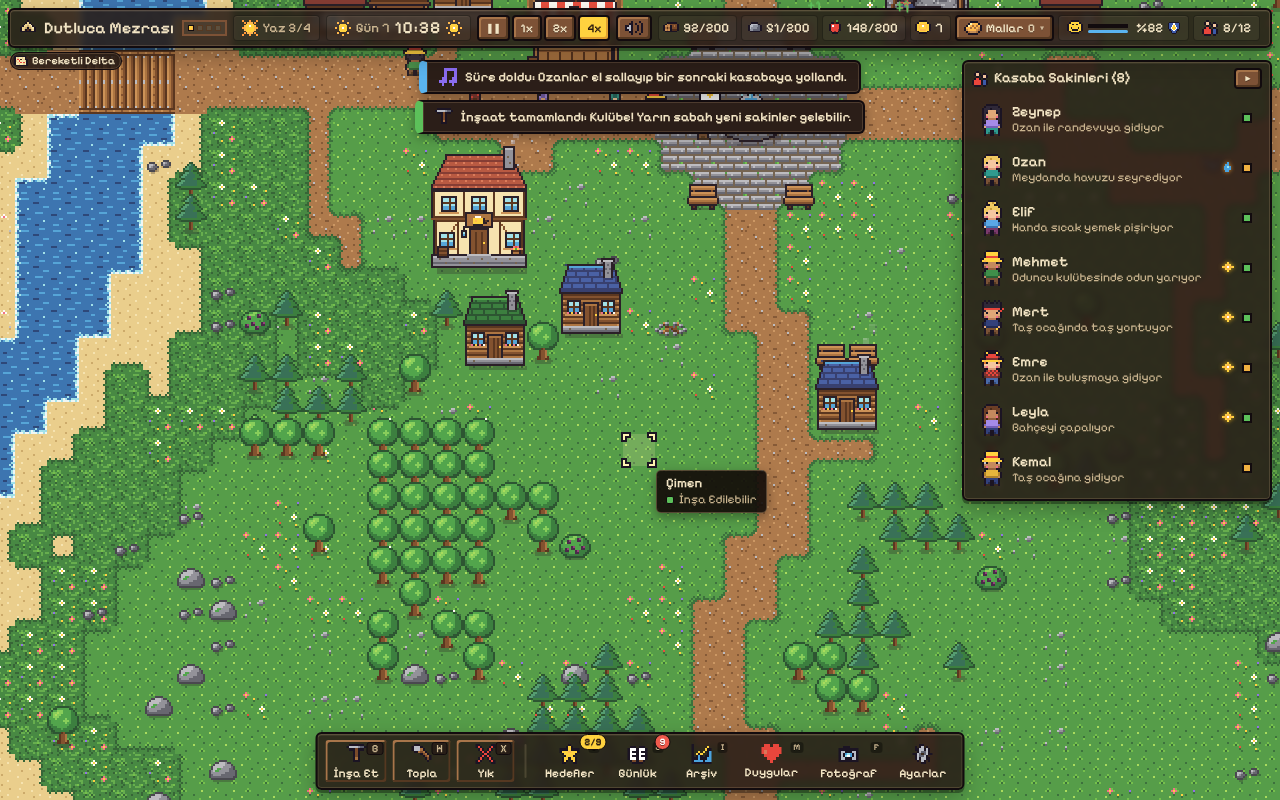 Dutluca Mezrası
Yaz 3/4
Gün 1 10:38
1x
2x
4x
92/200
91/200
148/200
1
Mallar 0
%82
8/12
Bereketli Delta
Süre doldu: Ozanlar el sallayıp bir sonraki kasabaya yollandı.
İnşaat tamamlandı: Kulübe! Yarın sabah yeni sakinler gelebilir.
Kasaba Sakinleri (8)
Zeynep
Ozan ile randevuya gidiyor
Ozan
Meydanda havuzu seyrediyor
Elif
Handa sıcak yemek pişiriyor
Mehmet
Oduncu kulübesinde odun yarıyor
Mert
Taş ocağında taş yontuyor
Emre
Ozan ile buluşmaya gidiyor
Leyla
Bahçeyi çapalıyor
Kemal
Taş ocağına gidiyor
Çimen
İnşa Edilebilir
B
İnşa Et
H
Topla
X
Yık
8/9
Hedefler
9
Günlük
I
Arşiv
M
Duygular
F
Fotoğraf
Ayarlar